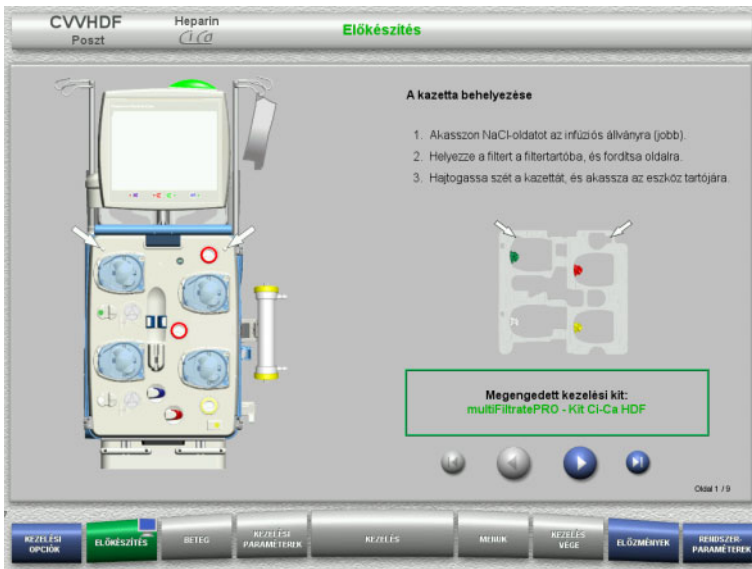 CVVHDF
Poszt
Heparin
Ci Ca
Előkészítés
A kazetta behelyezése
1. Akasszon NaCl-oldatot az infúziós állványra (jobb).
2. Helyezze a filtert a filtertartóba, és fordítsa oldalra.
3. Hajtogassa szét a kazettát, és akassza az eszköz tartójára.
Megengedett kezelési kit:
multiFiltratePRO - Kit Ci-Ca HDF
Oldal 1 / 9
KEZELÉSI
OPCIÓK
ELŐKÉSZÍTÉS
BETEG
KEZELÉSI
PARAMÉTEREK
KEZELÉS
MENÜK
KEZELÉS
VÉGE
ELŐZMÉNYEK
RENDSZER-
PARAMÉTEREK